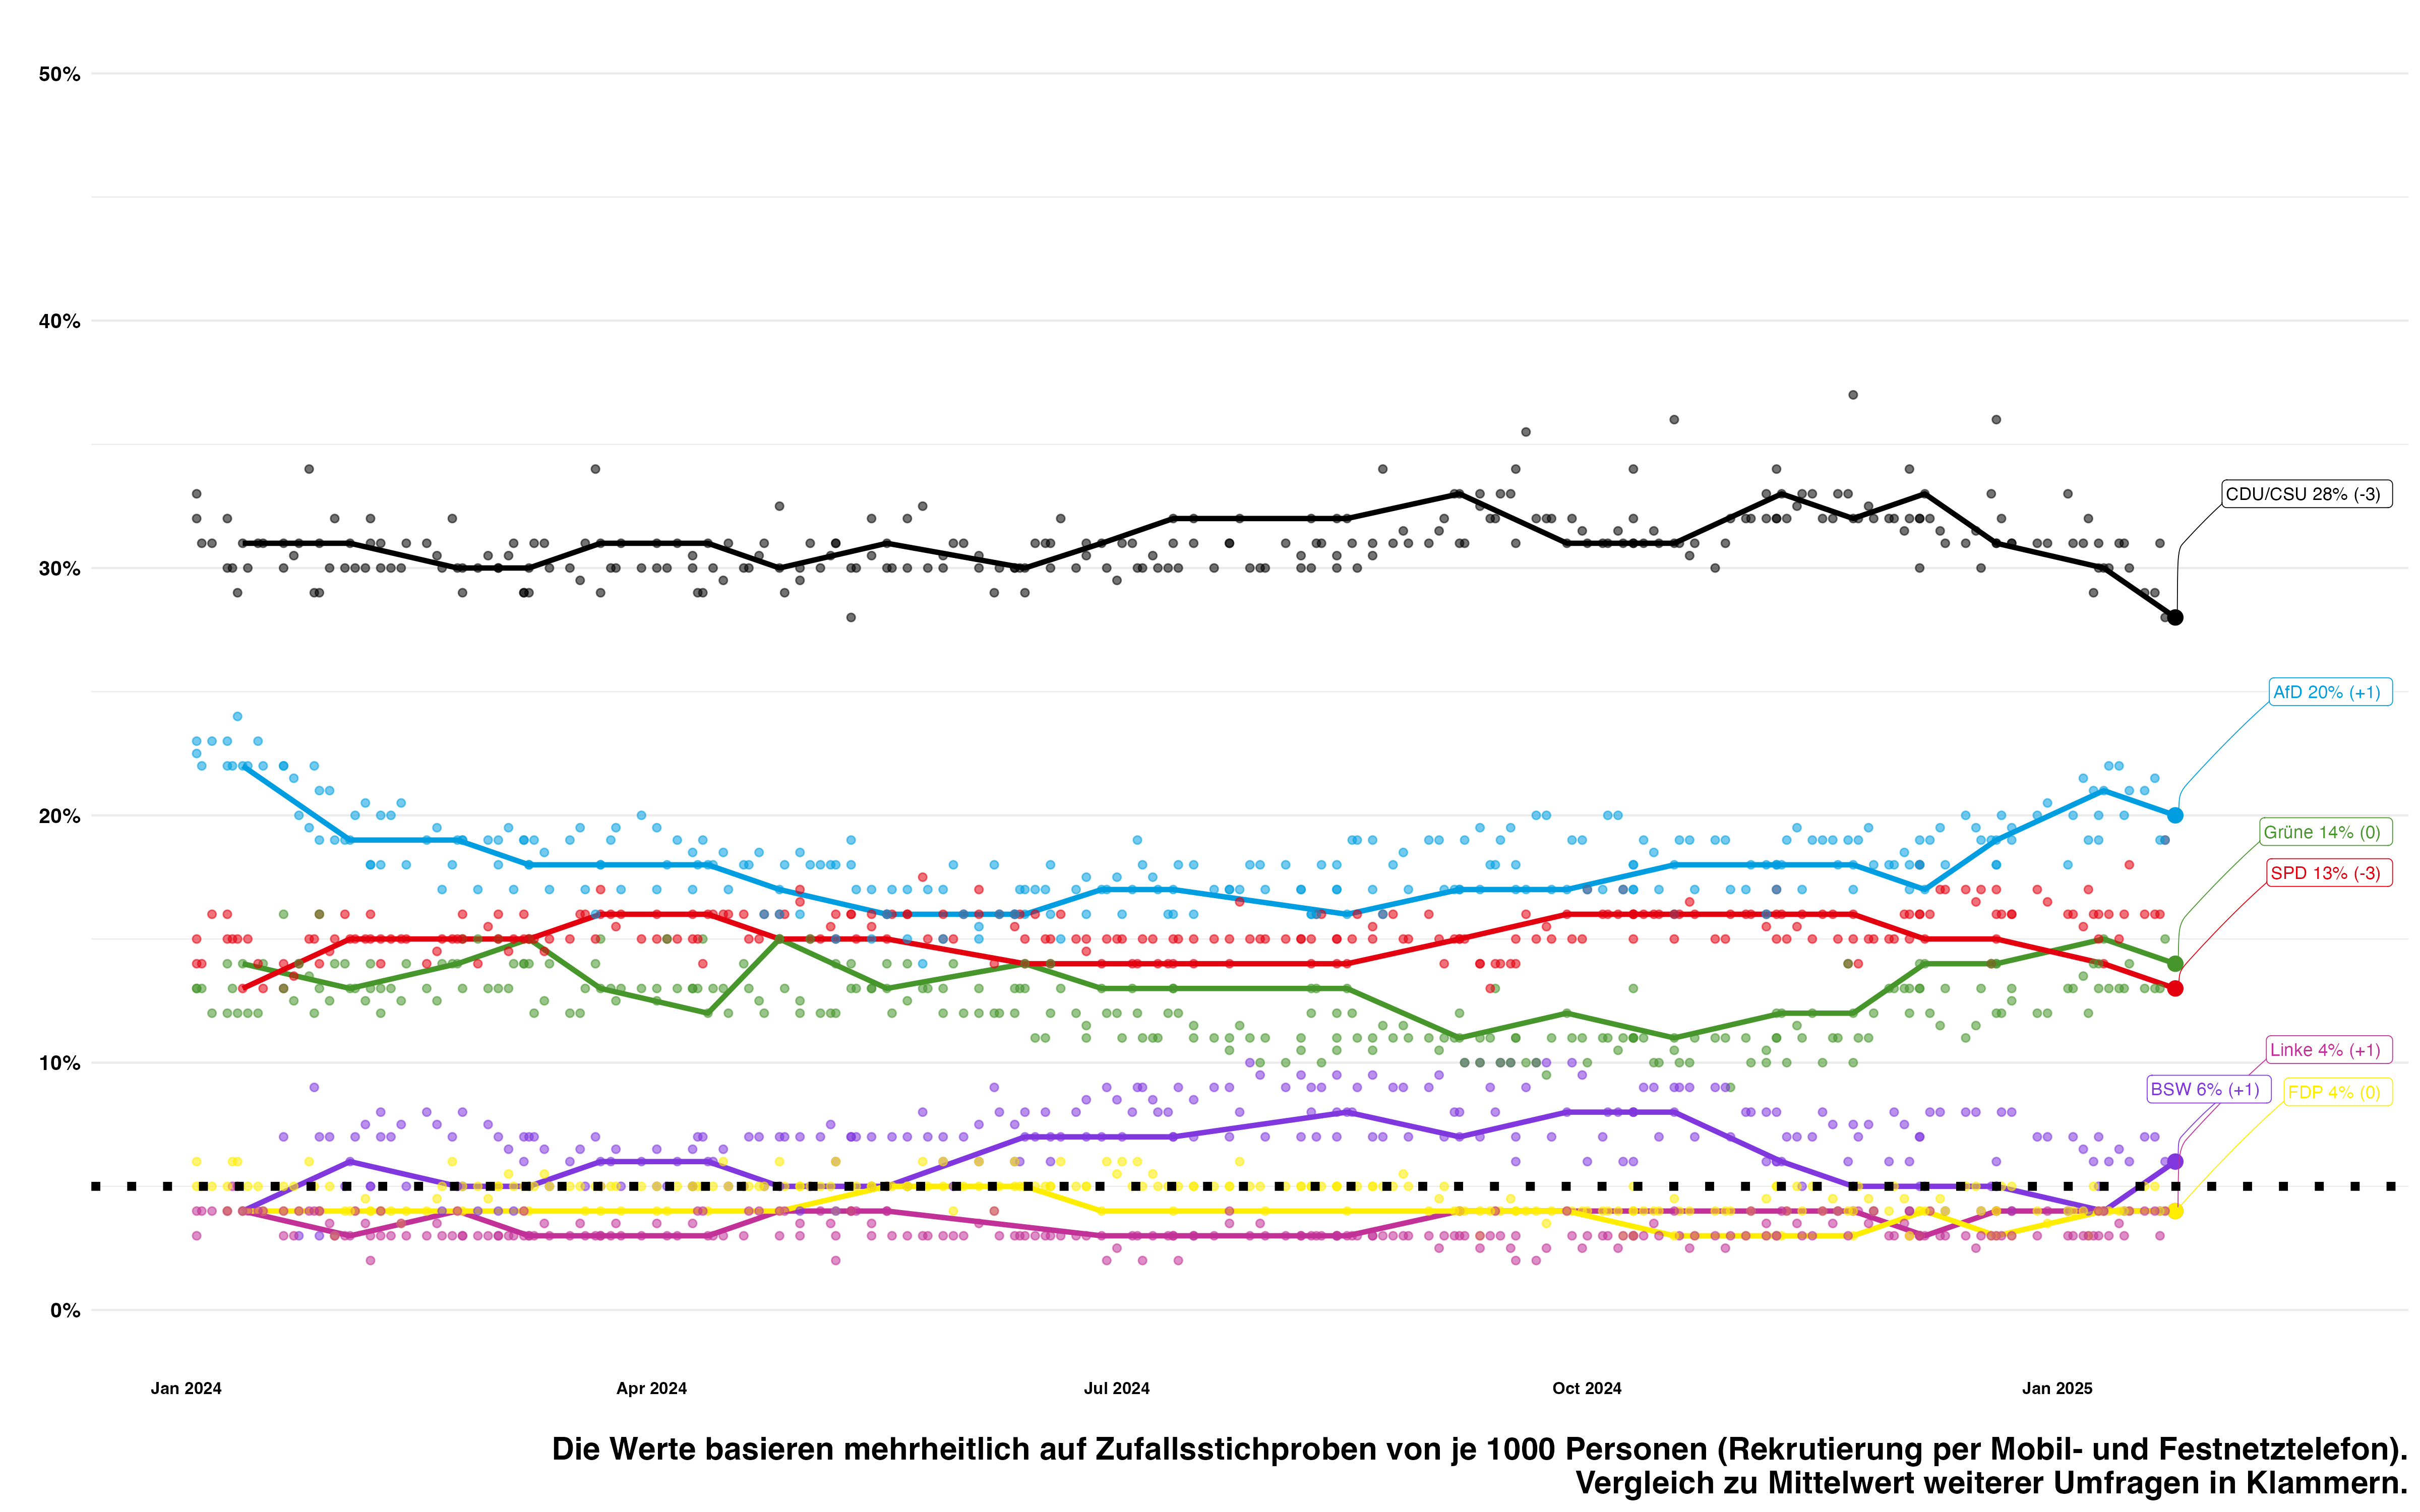 50%
40%
30%
20%
10%
0%
CDU/CSU 28% (-3)
AfD 20% (+1)
Grüne 14% (0)
SPD 13% (-3)
Linke 4% (+1)
BSW 6% (+1)
FDP 4% (0)
Jan 2024
Apr 2024
Jul 2024
Oct 2024
Jan 2025
Die Werte basieren mehrheitlich auf Zufallsstichproben von je 1000 Personen (Rekrutierung per Mobil- und Festnetztelefon).
Vergleich zu Mittelwert weiterer Umfragen in Klammern.